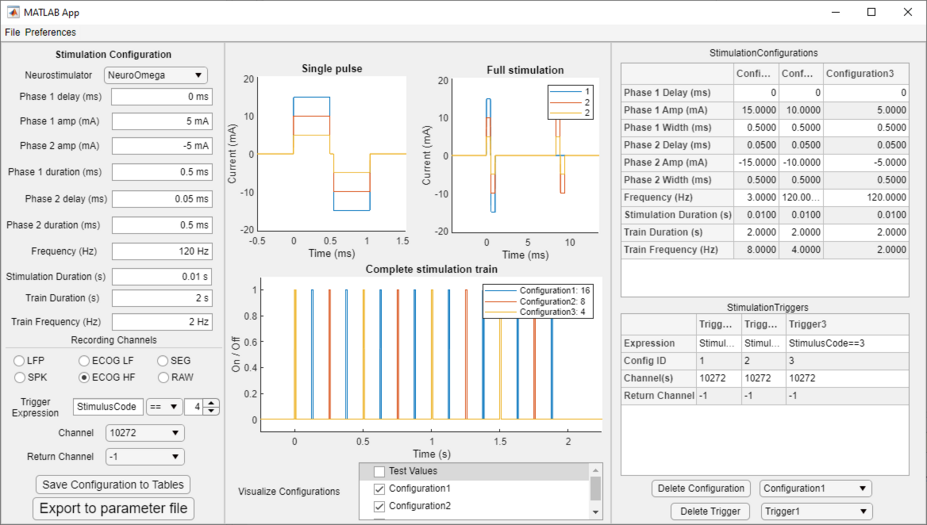 MATLAB App
File Preferences
Stimulation Configuration
Neurostimulator NeuroOmega
Phase 1 delay (ms) 0 ms
Phase 1 amp (mA) 5 mA
Phase 2 amp (mA) -5 mA
Phase 1 duration (ms) 0.5 ms
Phase 2 delay (ms) 0.05 ms
Phase 2 duration (ms) 0.5 ms
Frequency (Hz) 120 Hz
Stimulation Duration (s) 0.01 s
Train Duration (s) 2 s
Train Frequency (Hz) 2 Hz
Recording Channels
LFP ECOG LF SEG
SPK ECOG HF RAW
Trigger Expression StimulusCode == 4
Channel 10272
Return Channel -1
Save Configuration to Tables
Export to parameter file
Single pulse
20
10
0
-10
-20
Current (mA)
-0.5 0 0.5 1 1.5
Time (ms)
Full stimulation
20
10
0
-10
-20
Current (mA)
1
2
2
0 5 10
Time (ms)
Complete stimulation train
1
0.8
0.6
0.4
0.2
0
On / Off
Configuration1: 16
Configuration2: 8
Configuration3: 4
0 0.5 1 1.5 2
Time (s)
Visualize Configurations
Test Values
Configuration1
Configuration2
StimulationConfigurations
Confi... Conf... Configuration3
Phase 1 Delay (ms) 0 0 0
Phase 1 Amp (mA) 15.0000 10.0000 5.0000
Phase 1 Width (ms) 0.5000 0.5000 0.5000
Phase 2 Delay (ms) 0.0500 0.0500 0.0500
Phase 2 Amp (mA) -15.0000 -10.0000 -5.0000
Phase 2 Width (ms) 0.5000 0.5000 0.5000
Frequency (Hz) 3.0000 120.00... 120.0000
Stimulation Duration (s) 0.0100 0.0100 0.0100
Train Duration (s) 2.0000 2.0000 2.0000
Train Frequency (Hz) 8.0000 4.0000 2.0000
StimulationTriggers
Trigg... Trigg... Trigger3
Expression Stimul... Stimul... StimulusCode==3
Config ID 1 2 3
Channel(s) 10272 10272 10272
Return Channel -1 -1 -1
Delete Configuration Configuration1
Delete Trigger Trigger1